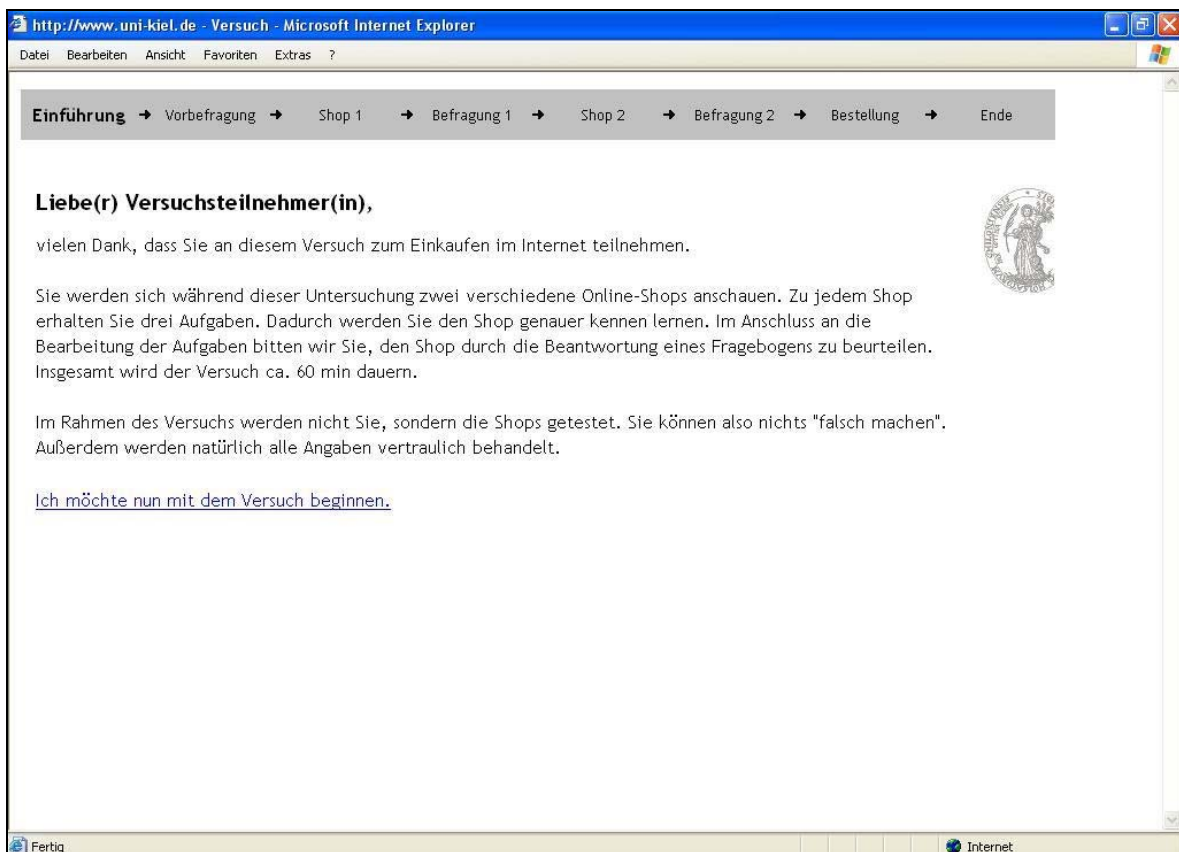 http://www.uni-kiel.de - Versuch - Microsoft Internet Explorer
Datei Bearbeiten Ansicht Favoriten Extras ?
Einführung → Vorbefragung → Shop 1 → Befragung 1 → Shop 2 → Befragung 2 → Bestellung → Ende
Liebe(r) Versuchsteilnehmer(in),
vielen Dank, dass Sie an diesem Versuch zum Einkaufen im Internet teilnehmen.
Sie werden sich während dieser Untersuchung zwei verschiedene Online-Shops anschauen. Zu jedem Shop
erhalten Sie drei Aufgaben. Dadurch werden Sie den Shop genauer kennen lernen. Im Anschluss an die
Bearbeitung der Aufgaben bitten wir Sie, den Shop durch die Beantwortung eines Fragebogens zu beurteilen.
Insgesamt wird der Versuch ca. 60 min dauern.
Im Rahmen des Versuchs werden nicht Sie, sondern die Shops getestet. Sie können also nichts "falsch machen".
Außerdem werden natürlich alle Angaben vertraulich behandelt.
Ich möchte nun mit dem Versuch beginnen.
Fertig
Internet